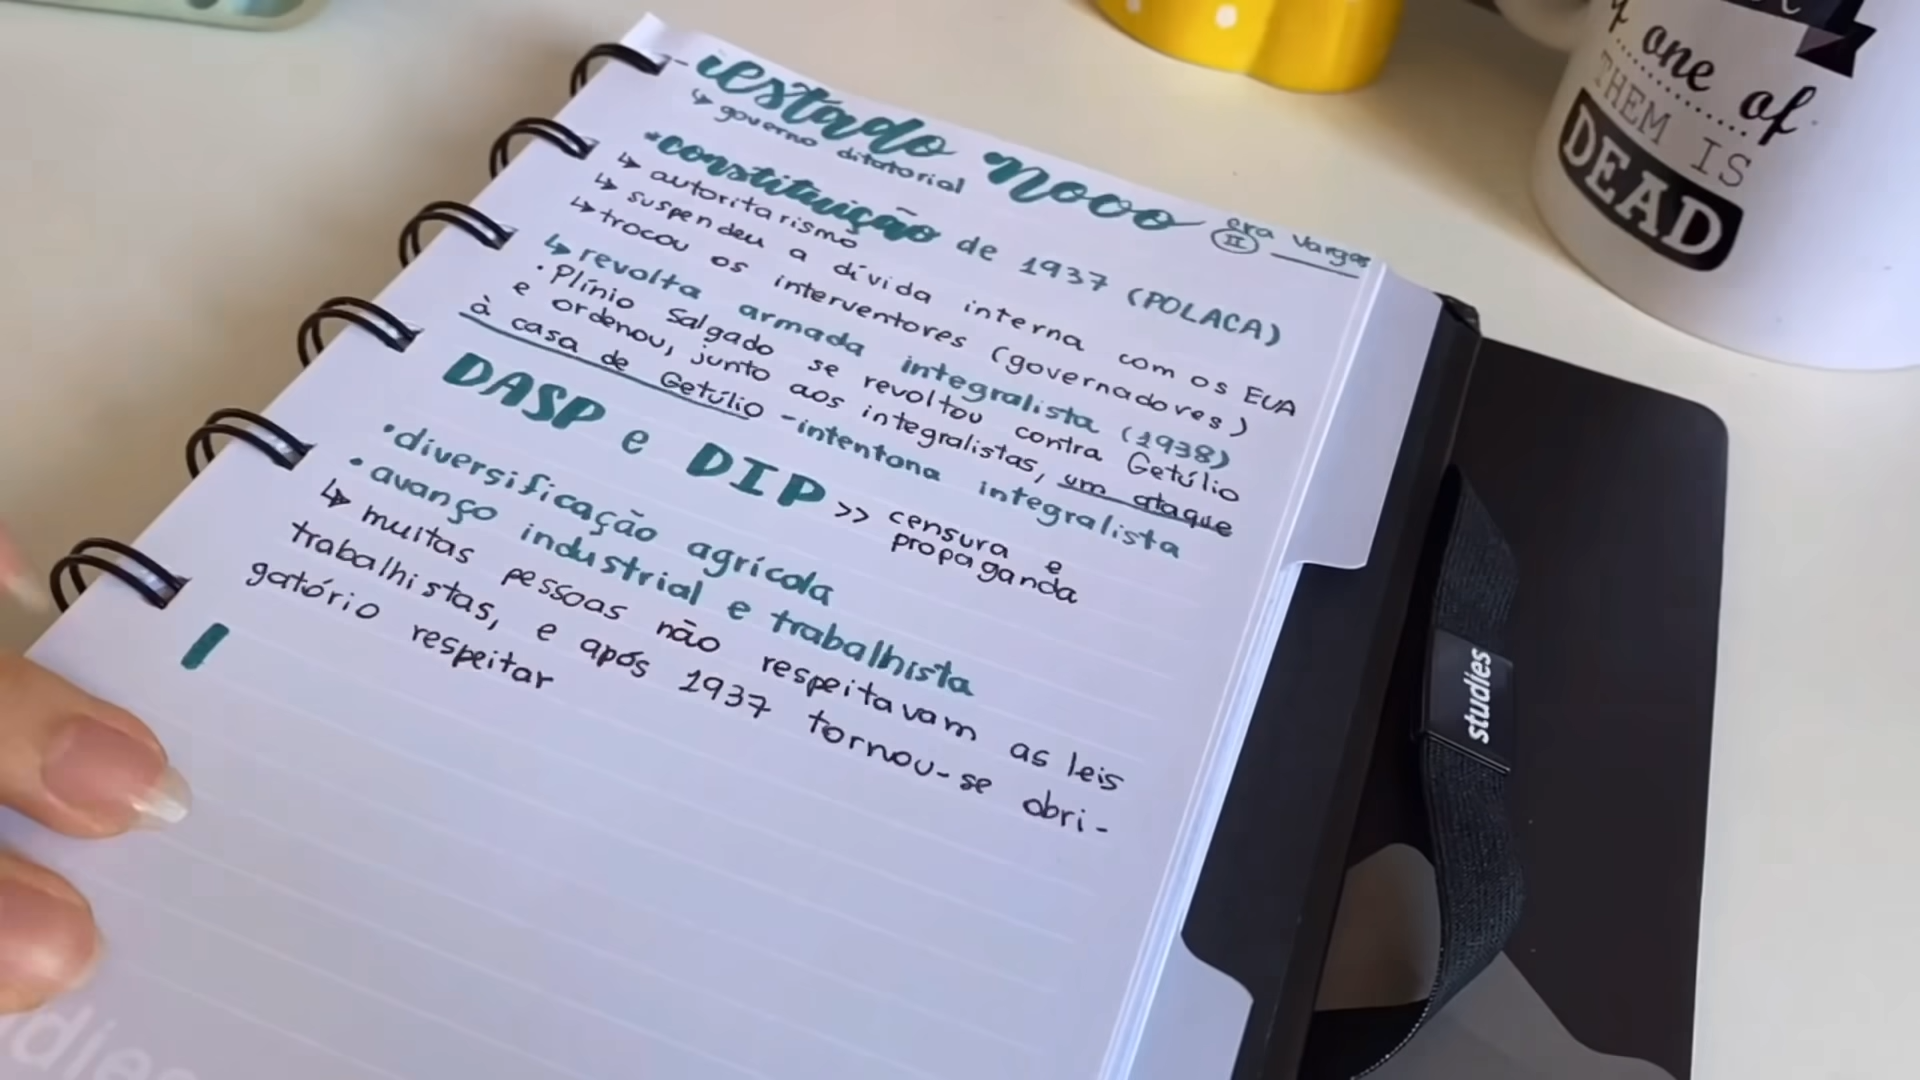 estado novo
era Vargas
II
↳ governo ditatorial
*constituição de 1937 (POLACA)
↳ autoritarismo
↳ suspendeu a dívida interna com os EUA
↳ trocou os interventores (governadores)
↳ revolta armada integralista (1938)
• Plínio Salgado se revoltou contra Getúlio
e ordenou, junto aos integralistas, um ataque
à casa de Getúlio - intentona integralista
DASP e DIP >> censura e
propaganda
• diversificação agrícola
• avanço industrial e trabalhista
↳ muitas pessoas não respeitavam as leis
trabalhistas, e após 1937 tornou-se obri-
gatório respeitar
one of
THEM IS
DEAD
studies